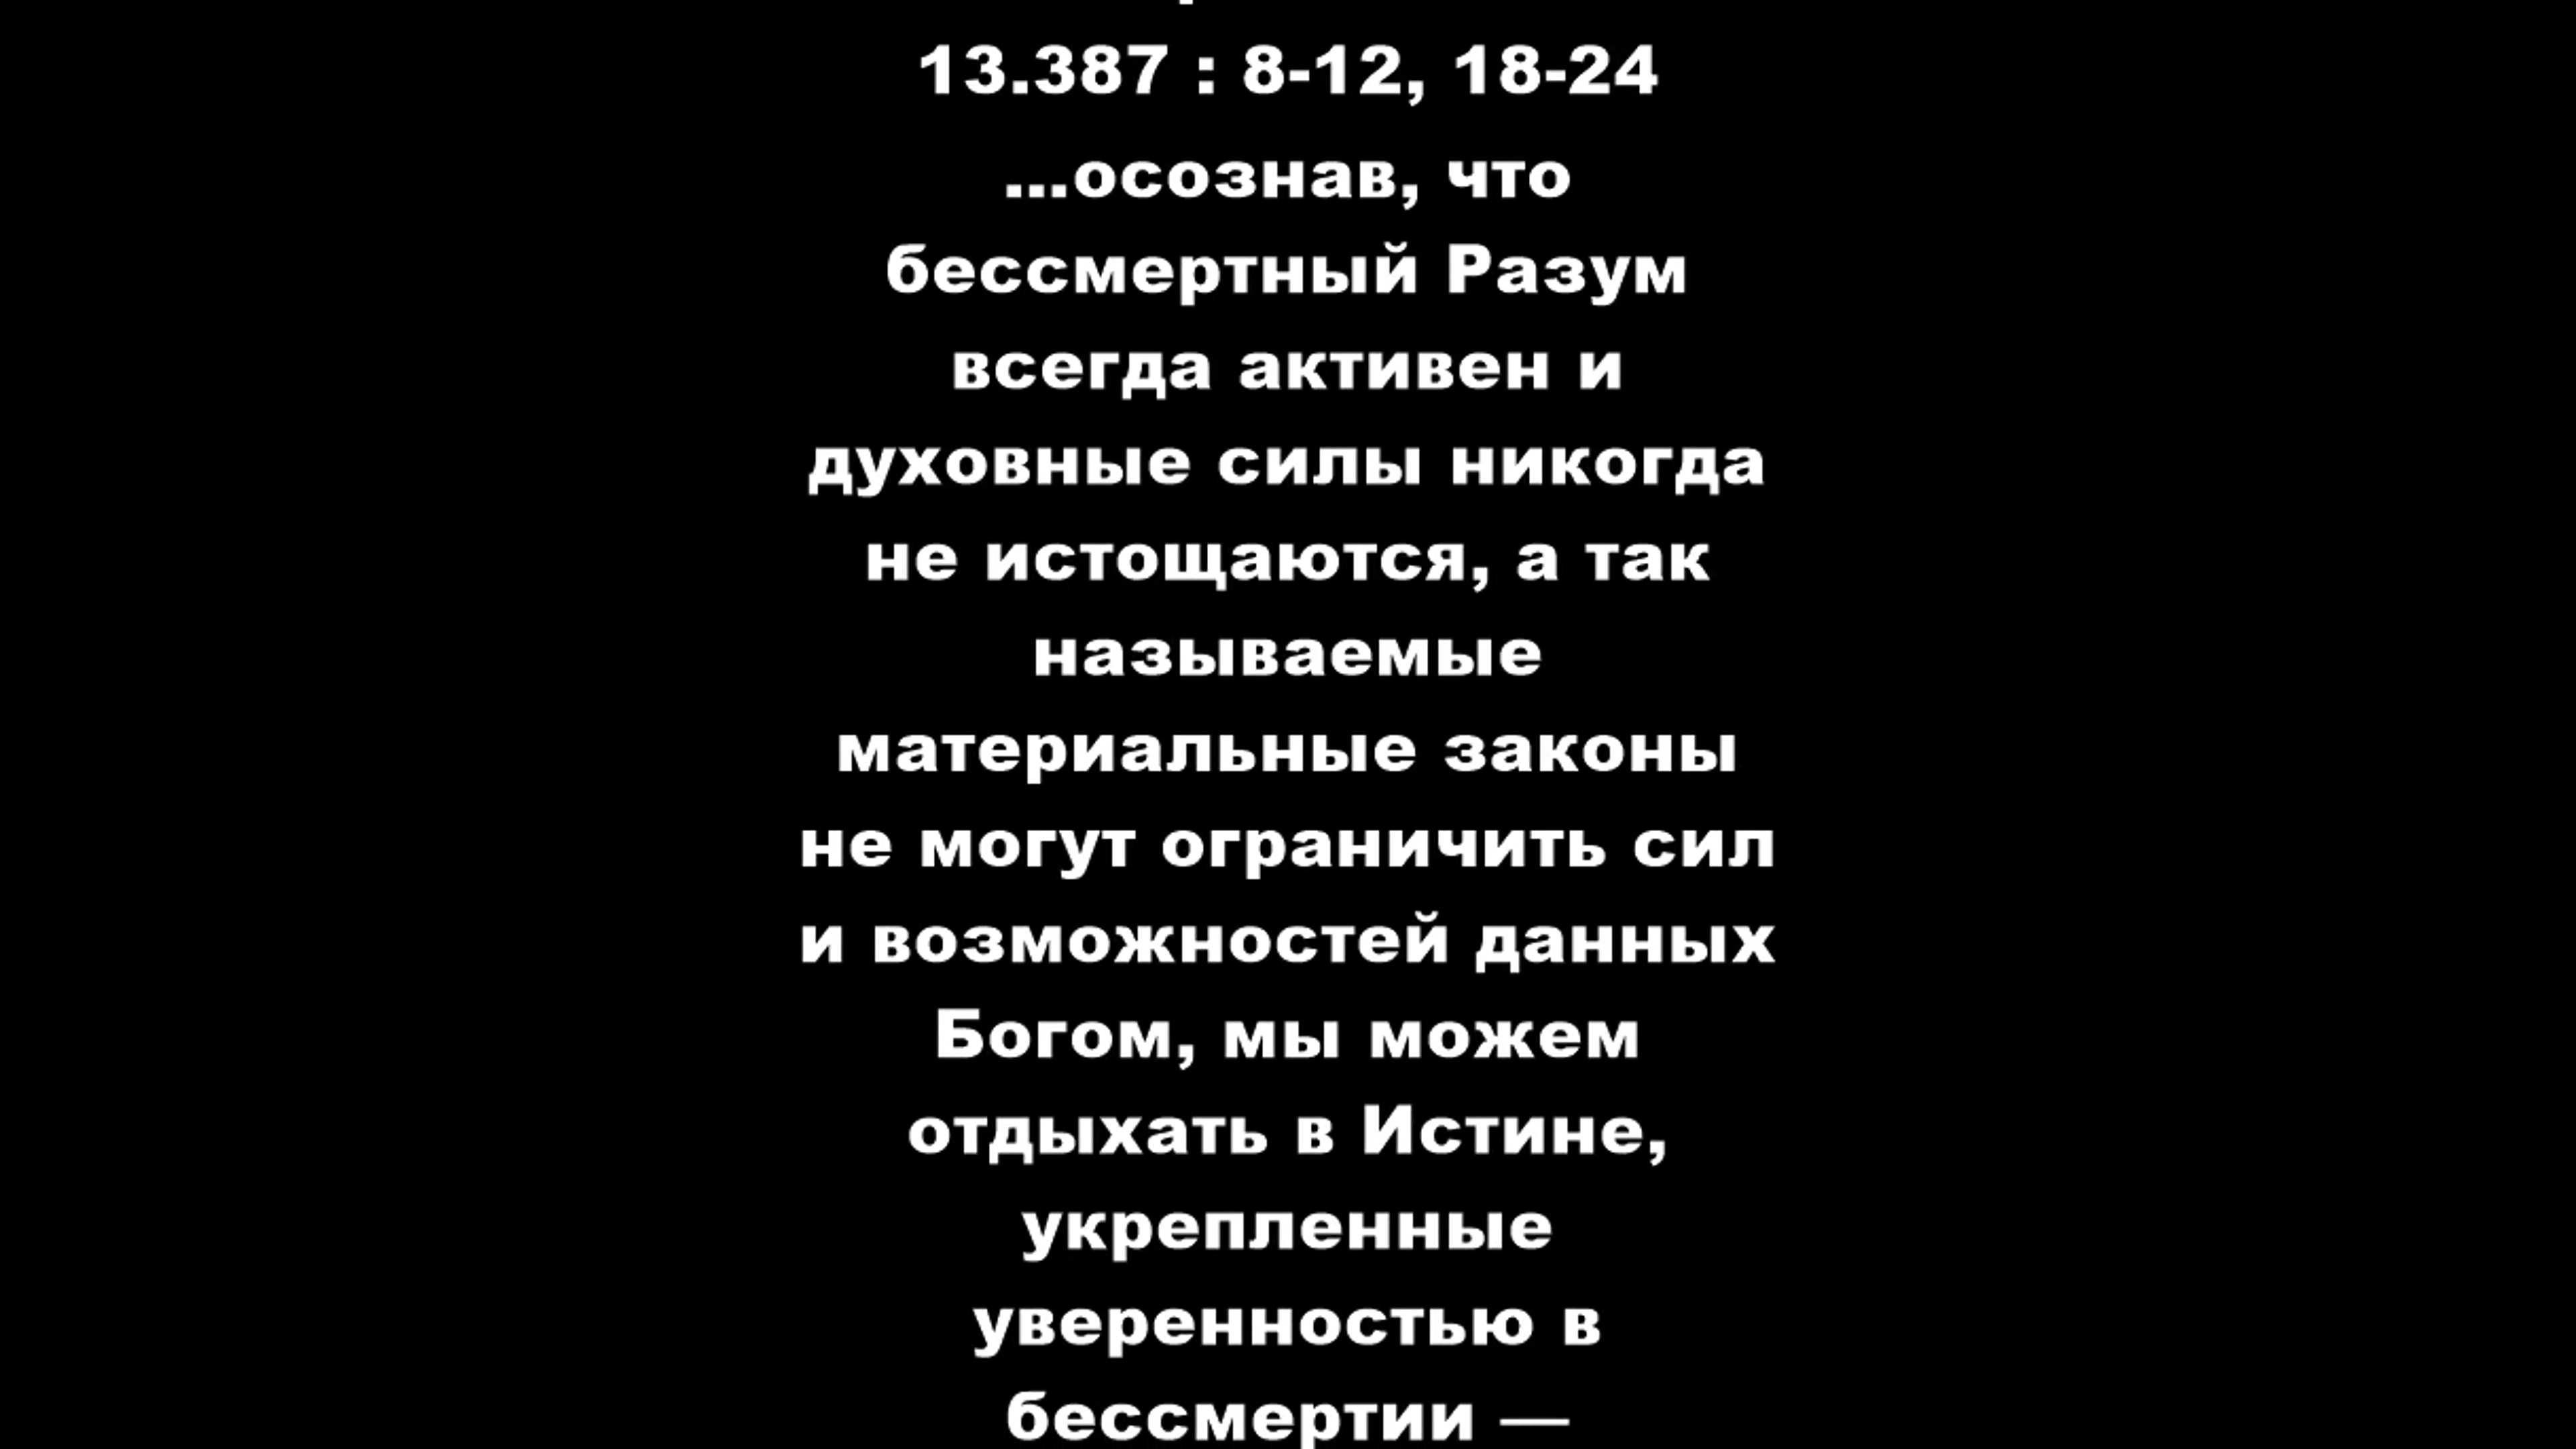 13.387 : 8-12, 18-24
...осознав, что
бессмертный Разум
всегда активен и
духовные силы никогда
не истощаются, а так
называемые
материальные законы
не могут ограничить сил
и возможностей данных
Богом, мы можем
отдыхать в Истине,
укрепленные
уверенностью в
бессмертии —